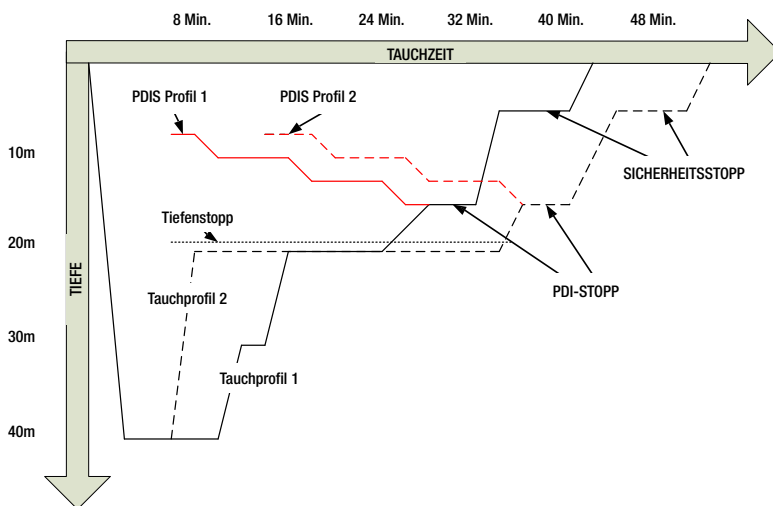 8 Min. 16 Min. 24 Min. 32 Min. 40 Min. 48 Min.
TAUCHZEIT
PDIS Profil 1
PDIS Profil 2
10m
SICHERHEITSSTOPP
Tiefenstopp
20m
TIEFE
PDI-STOPP
Tauchprofil 2
30m
Tauchprofil 1
40m